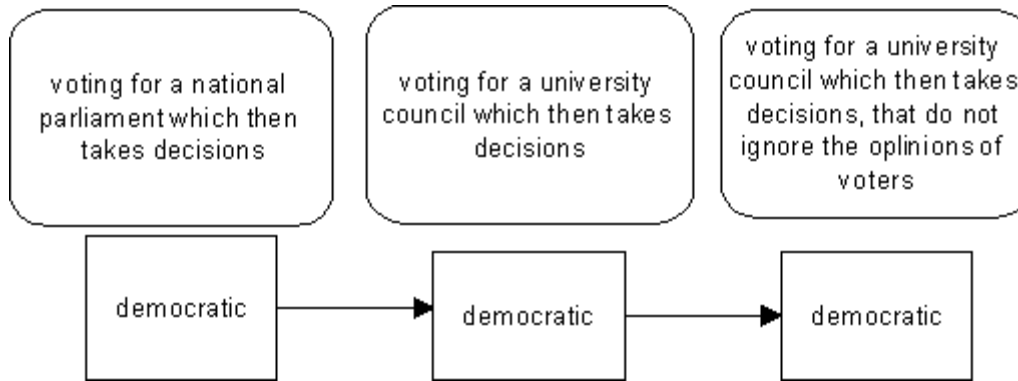 voting for a national
parliament which then
takes decisions
voting for a university
council which then takes
decisions
voting for a university
council which then takes
decisions, that do not
ignore the oplinions of
voters
democratic
democratic
democratic